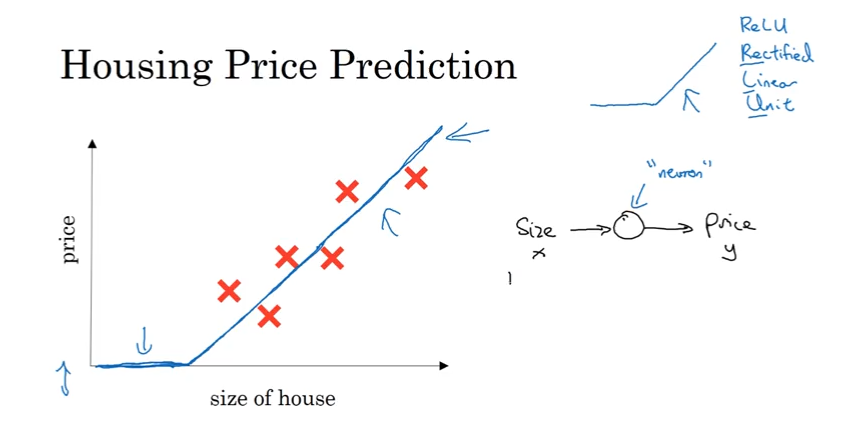 Housing Price Prediction
ReLU
Rectified
Linear
Unit
price
size of house
"neuron"
Size
x
Price
y